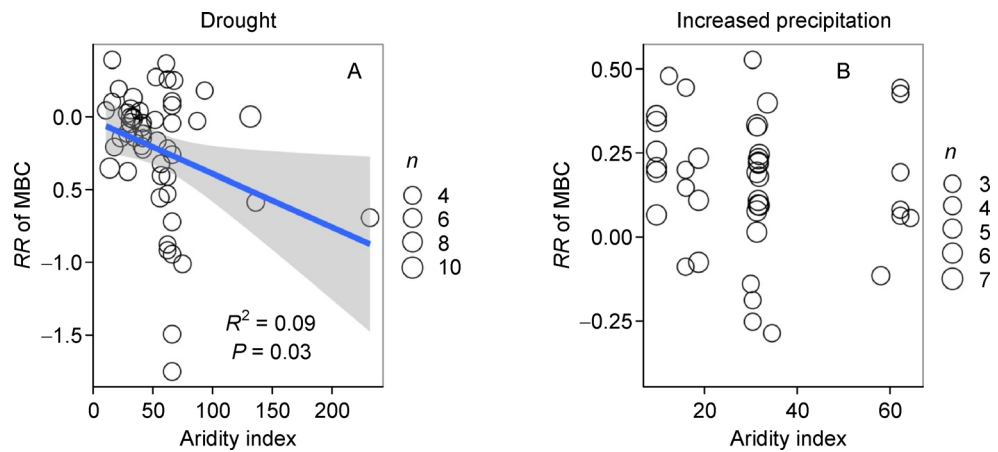 Drought
A
0.0
0.5
−1.0
−1.5
RR of MBC
R² = 0.09
P = 0.03
0 50 100 150 200
Aridity index
n
4
6
8
10
Increased precipitation
B
0.50
0.25
0.00
−0.25
RR of MBC
20 40 60
Aridity index
n
3
4
5
6
7